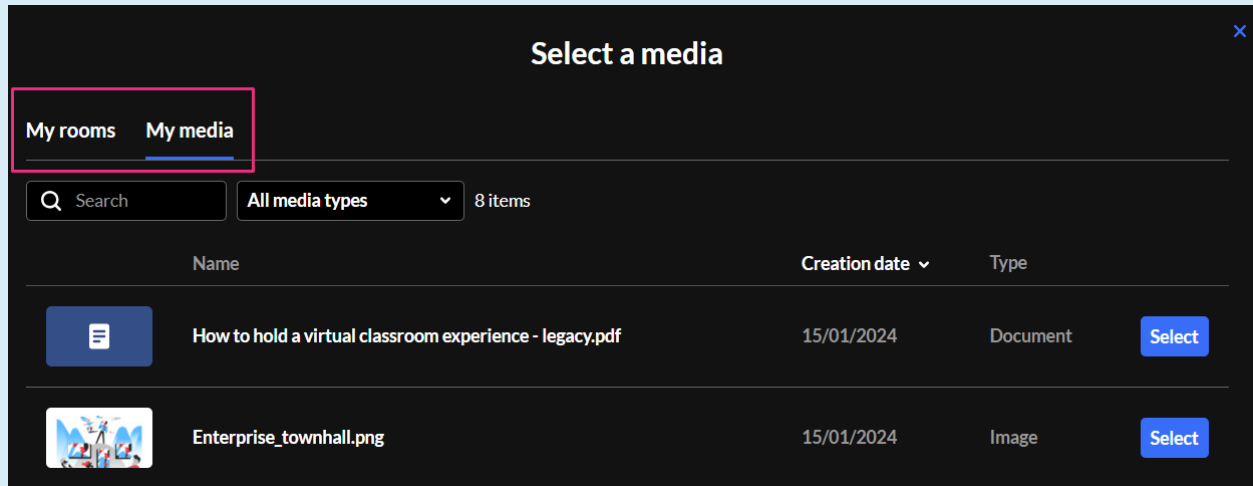 Select a media
My rooms My media
Search All media types 8 items
Name Creation date Type
How to hold a virtual classroom experience - legacy.pdf 15/01/2024 Document Select
Enterprise_townhall.png 15/01/2024 Image Select